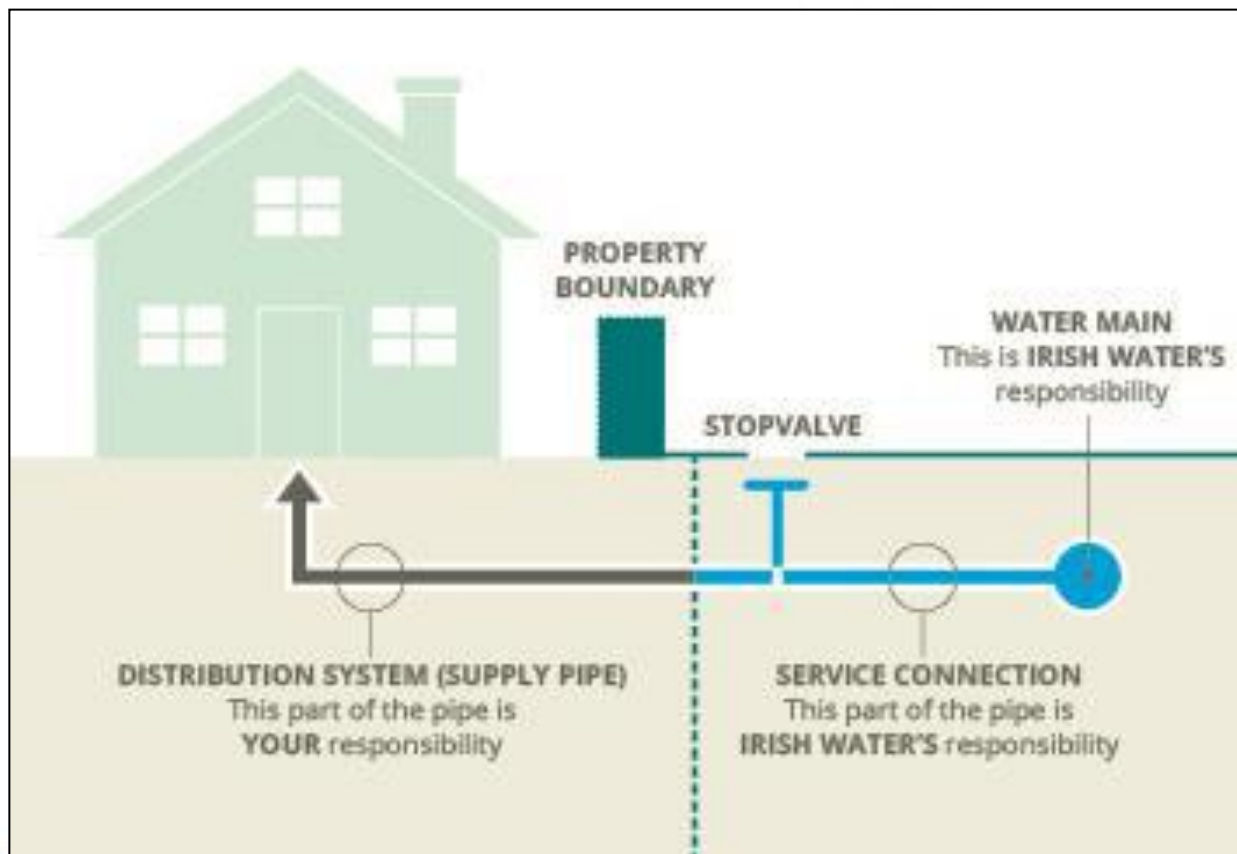 PROPERTY
BOUNDARY
WATER MAIN
This is IRISH WATER'S
responsibility
STOPVALVE
DISTRIBUTION SYSTEM (SUPPLY PIPE)
This part of the pipe is
YOUR responsibility
SERVICE CONNECTION
This part of the pipe is
IRISH WATER'S responsibility